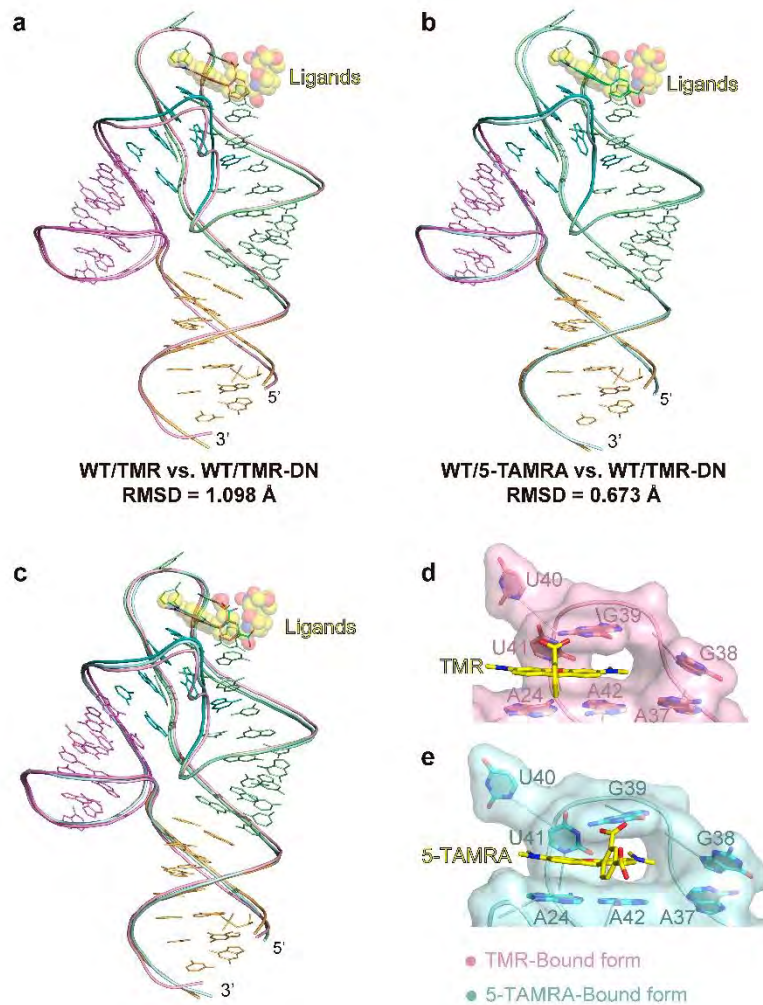 a
Ligands
5'
3'
WT/TMR vs. WT/TMR-DN
RMSD = 1.098 Å
b
Ligands
5'
3'
WT/5-TAMRA vs. WT/TMR-DN
RMSD = 0.673 Å
c
Ligands
5'
3'
d
U40
G39
U41
G38
TMR
A24
A42
A37
e
U40
G39
U41
G38
5-TAMRA
A24
A42
A37
TMR-Bound form
5-TAMRA-Bound form